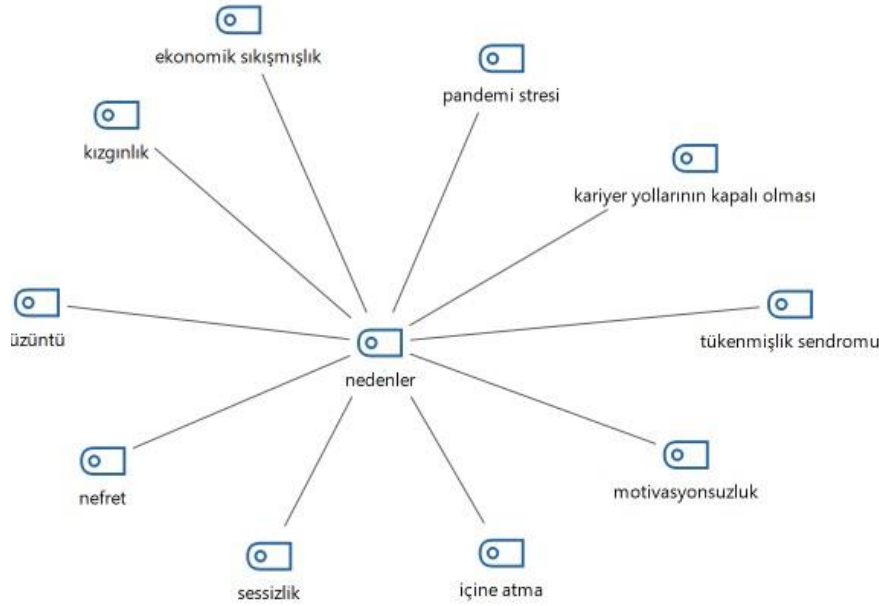 ekonomik sıkışmışlık
pandemi stresi
kızgınlık
kariyer yollarının kapalı olması
üzüntü
tükenmişlik sendromu
nedenler
nefret
motivasyonsuzluk
sessizlik
içine atma